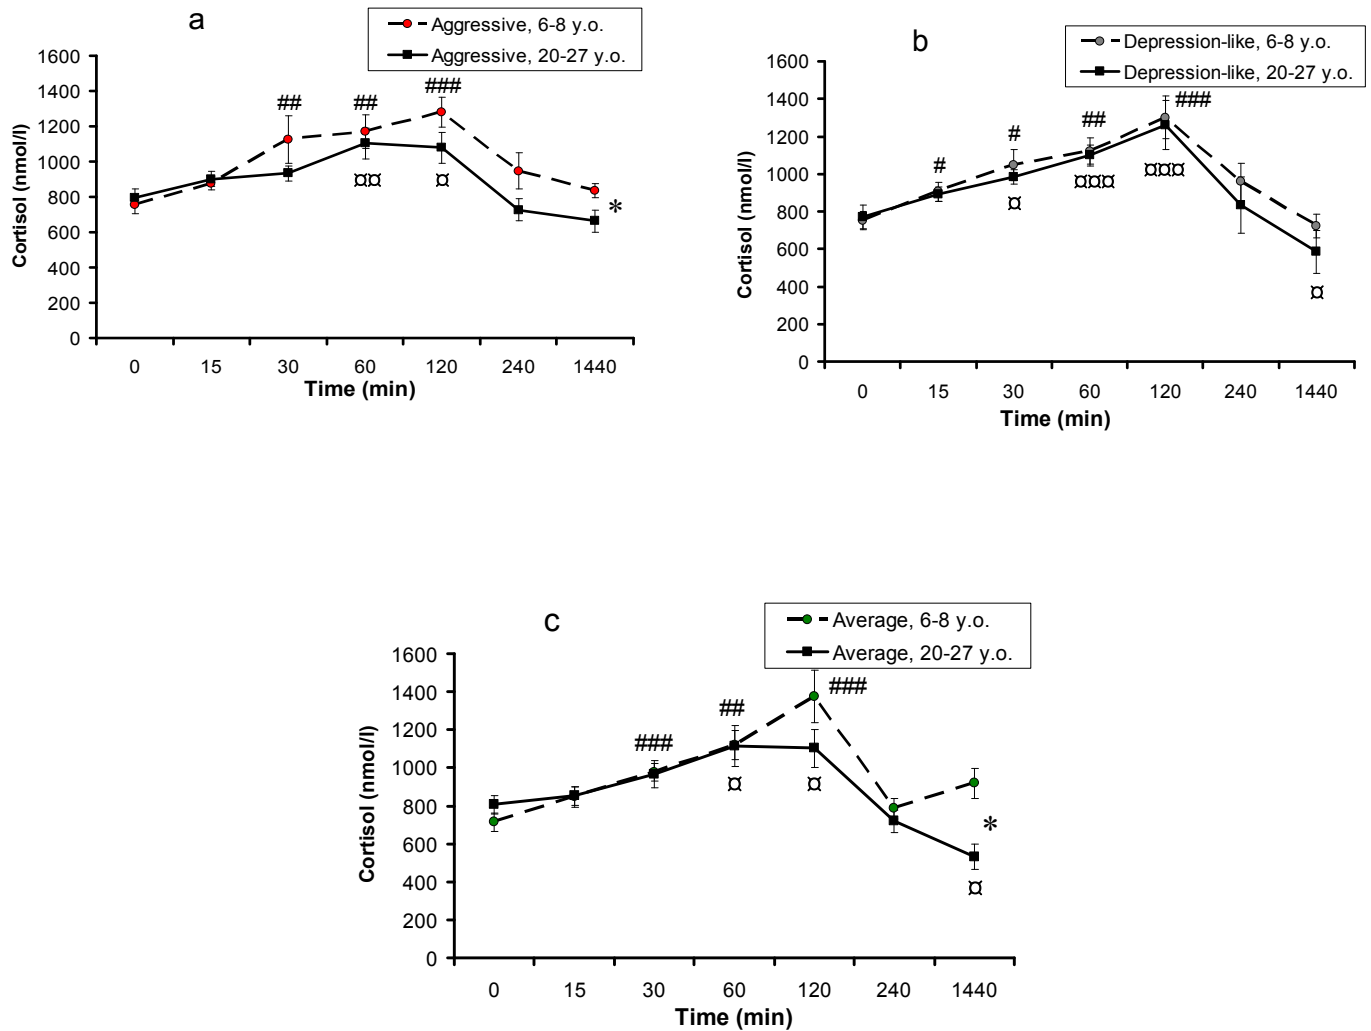 a
Aggressive, 6-8 y.o.
Aggressive, 20-27 y.o.
Cortisol (nmol/l)
1600
1400
1200
1000
800
600
400
200
0
##
##
###
¤¤
¤
*
0 15 30 60 120 240 1440
Time (min)
b
Depression-like, 6-8 y.o.
Depression-like, 20-27 y.o.
Cortisol (nmol/l)
1600
1400
1200
1000
800
600
400
200
0
#
#
##
###
¤
¤¤¤
¤¤¤
¤
0 15 30 60 120 240 1440
Time (min)
c
Average, 6-8 y.o.
Average, 20-27 y.o.
Cortisol (nmol/l)
1600
1400
1200
1000
800
600
400
200
0
###
##
###
¤
¤
*
¤
0 15 30 60 120 240 1440
Time (min)